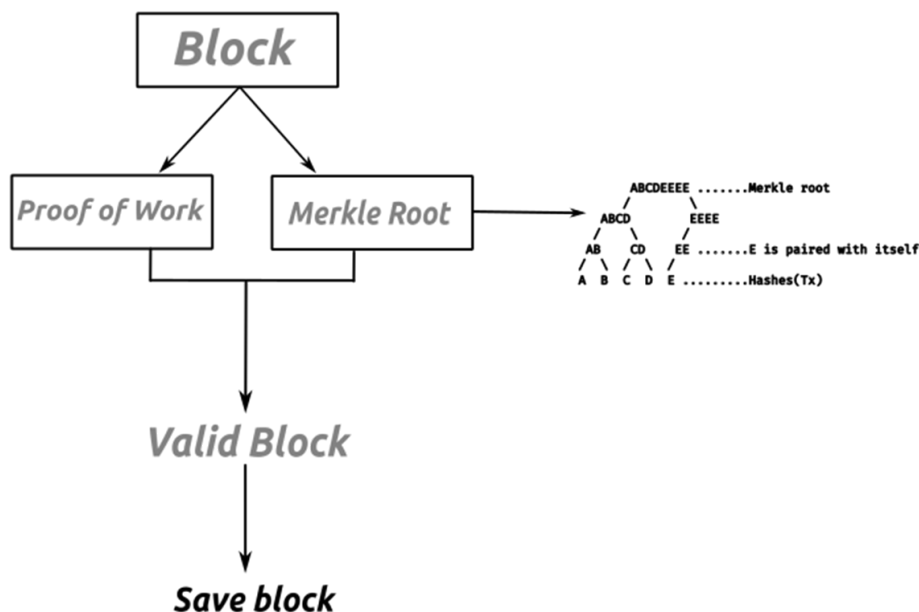 Block
Proof of Work
Merkle Root
ABCDEEEE .......Merkle root
ABCD EEEE
AB CD EE .......E is paired with itself
A B C D E .........Hashes(Tx)
Valid Block
Save block